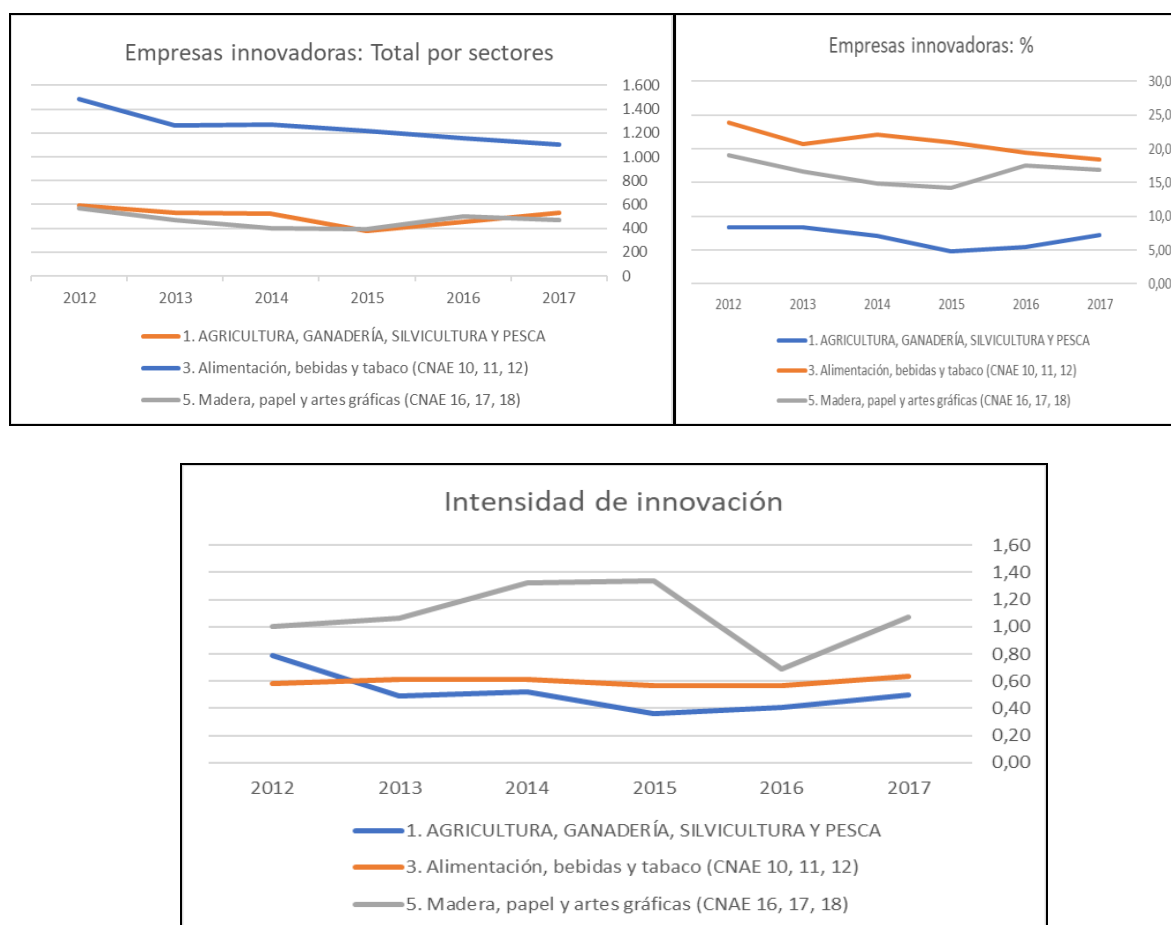 Empresas innovadoras: Total por sectores
1.600
1.400
1.200
1.000
800
600
400
200
0
2012 2013 2014 2015 2016 2017
1. AGRICULTURA, GANADERÍA, SILVICULTURA Y PESCA
3. Alimentación, bebidas y tabaco (CNAE 10, 11, 12)
5. Madera, papel y artes gráficas (CNAE 16, 17, 18)
Empresas innovadoras: %
30,0
25,0
20,0
15,0
10,0
5,00
0,00
2012 2013 2014 2015 2016 2017
1. AGRICULTURA, GANADERÍA, SILVICULTURA Y PESCA
3. Alimentación, bebidas y tabaco (CNAE 10, 11, 12)
5. Madera, papel y artes gráficas (CNAE 16, 17, 18)
Intensidad de innovación
1,60
1,40
1,20
1,00
0,80
0,60
0,40
0,20
0,00
2012 2013 2014 2015 2016 2017
1. AGRICULTURA, GANADERÍA, SILVICULTURA Y PESCA
3. Alimentación, bebidas y tabaco (CNAE 10, 11, 12)
5. Madera, papel y artes gráficas (CNAE 16, 17, 18)